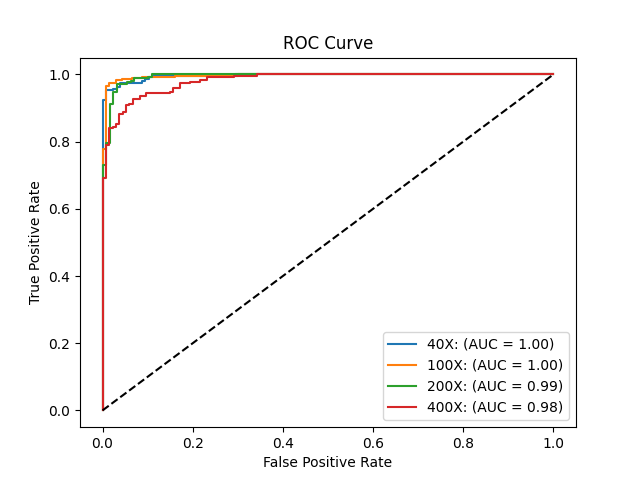 ROC Curve
True Positive Rate
1.0
0.8
0.6
0.4
0.2
0.0
40X: (AUC = 1.00)
100X: (AUC = 1.00)
200X: (AUC = 0.99)
400X: (AUC = 0.98)
0.0 0.2 0.4 0.6 0.8 1.0
False Positive Rate